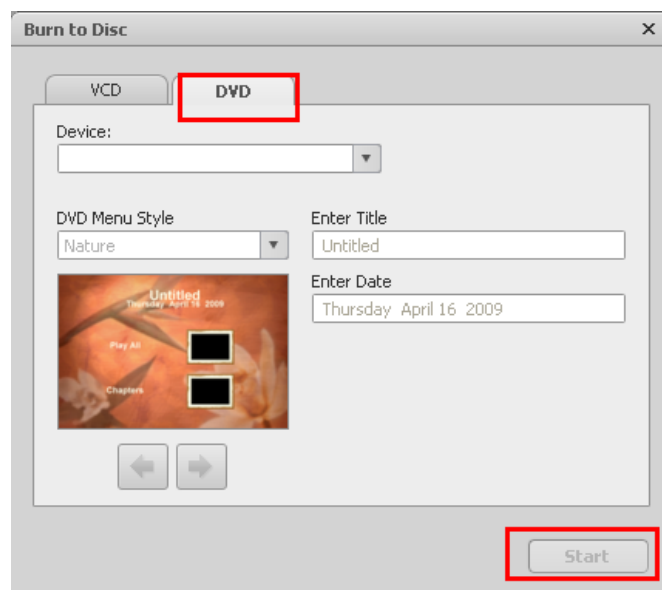 Burn to Disc
VCD
DVD
Device:
DVD Menu Style
Enter Title
Nature
Untitled
Enter Date
Thursday April 16 2009
Untitled
Thursday April 16 2009
Play All
Chapters
Start